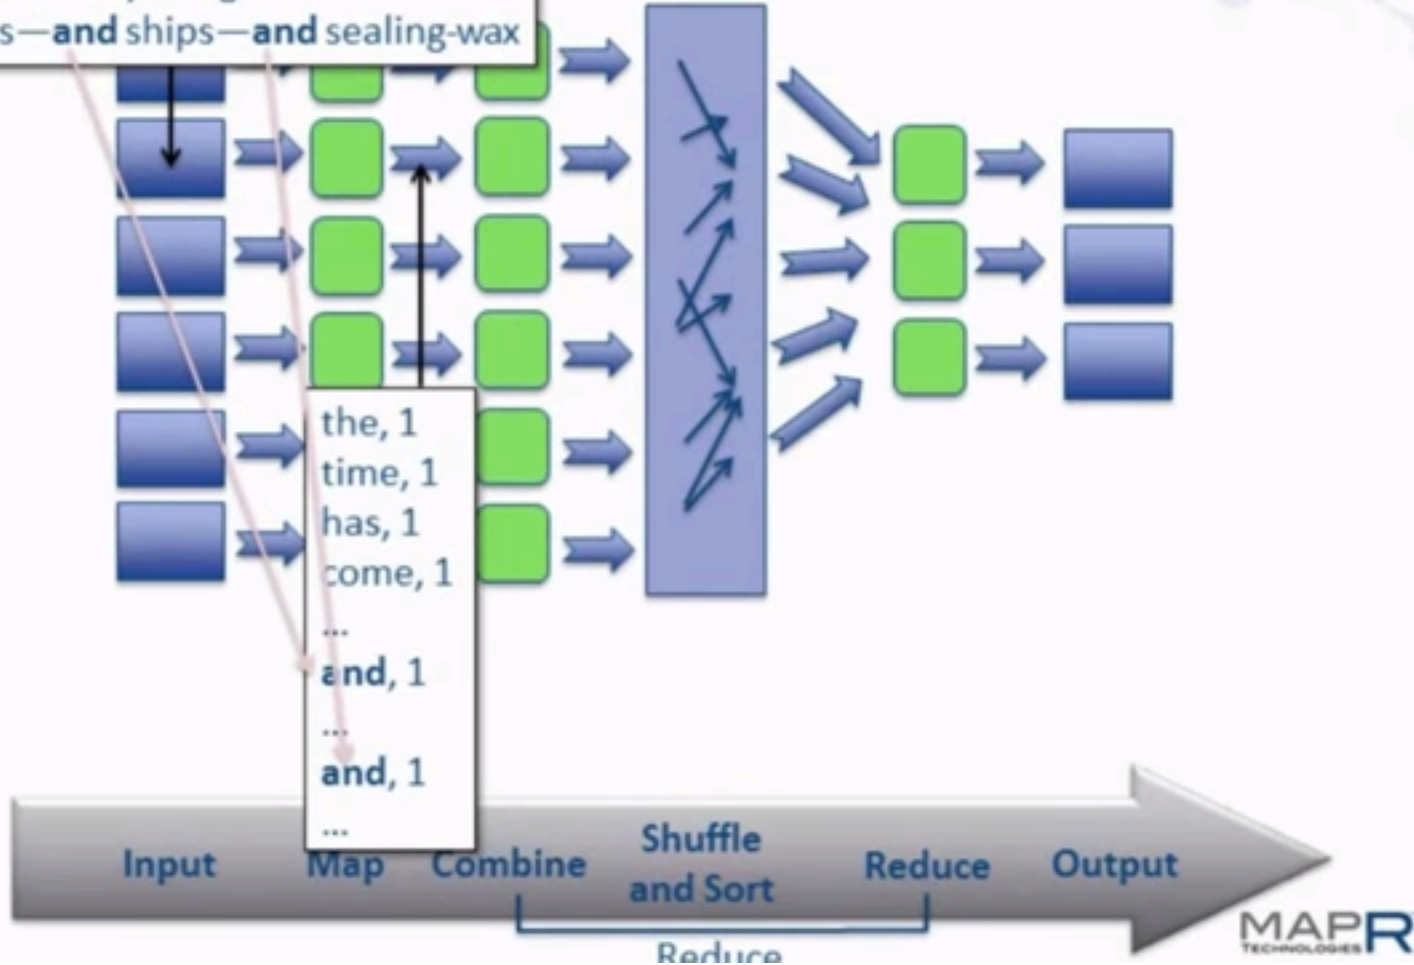 s—and ships—and sealing-wax
the, 1
time, 1
has, 1
come, 1
...
and, 1
...
and, 1
...
Input
Map
Combine
Shuffle
and Sort
Reduce
Output
Reduce
MAPR
TECHNOLOGIES